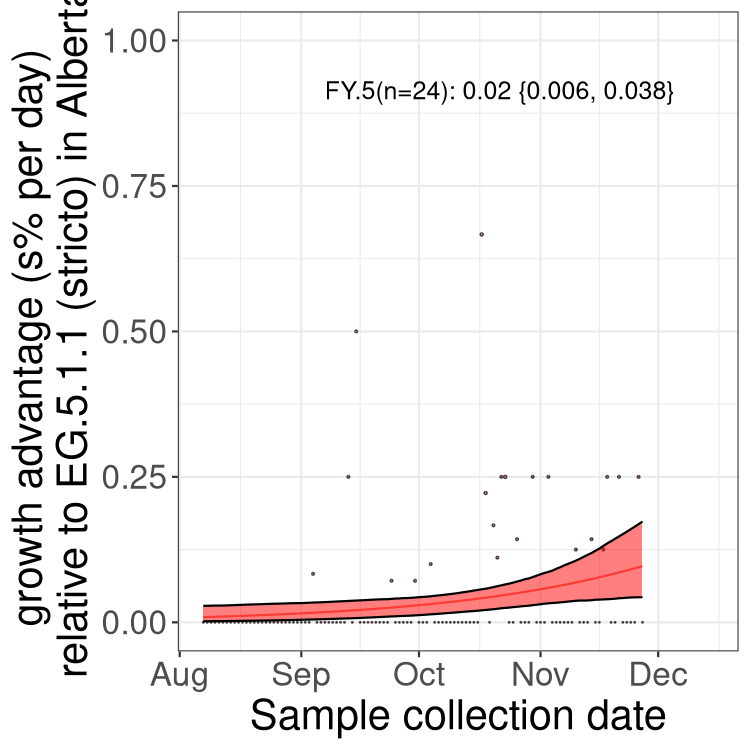 growth advantage (s% per day)
relative to EG.5.1.1 (stricto) in Alberta
1.00
0.75
0.50
0.25
0.00
FY.5(n=24): 0.02 {0.006, 0.038}
Aug Sep Oct Nov Dec
Sample collection date